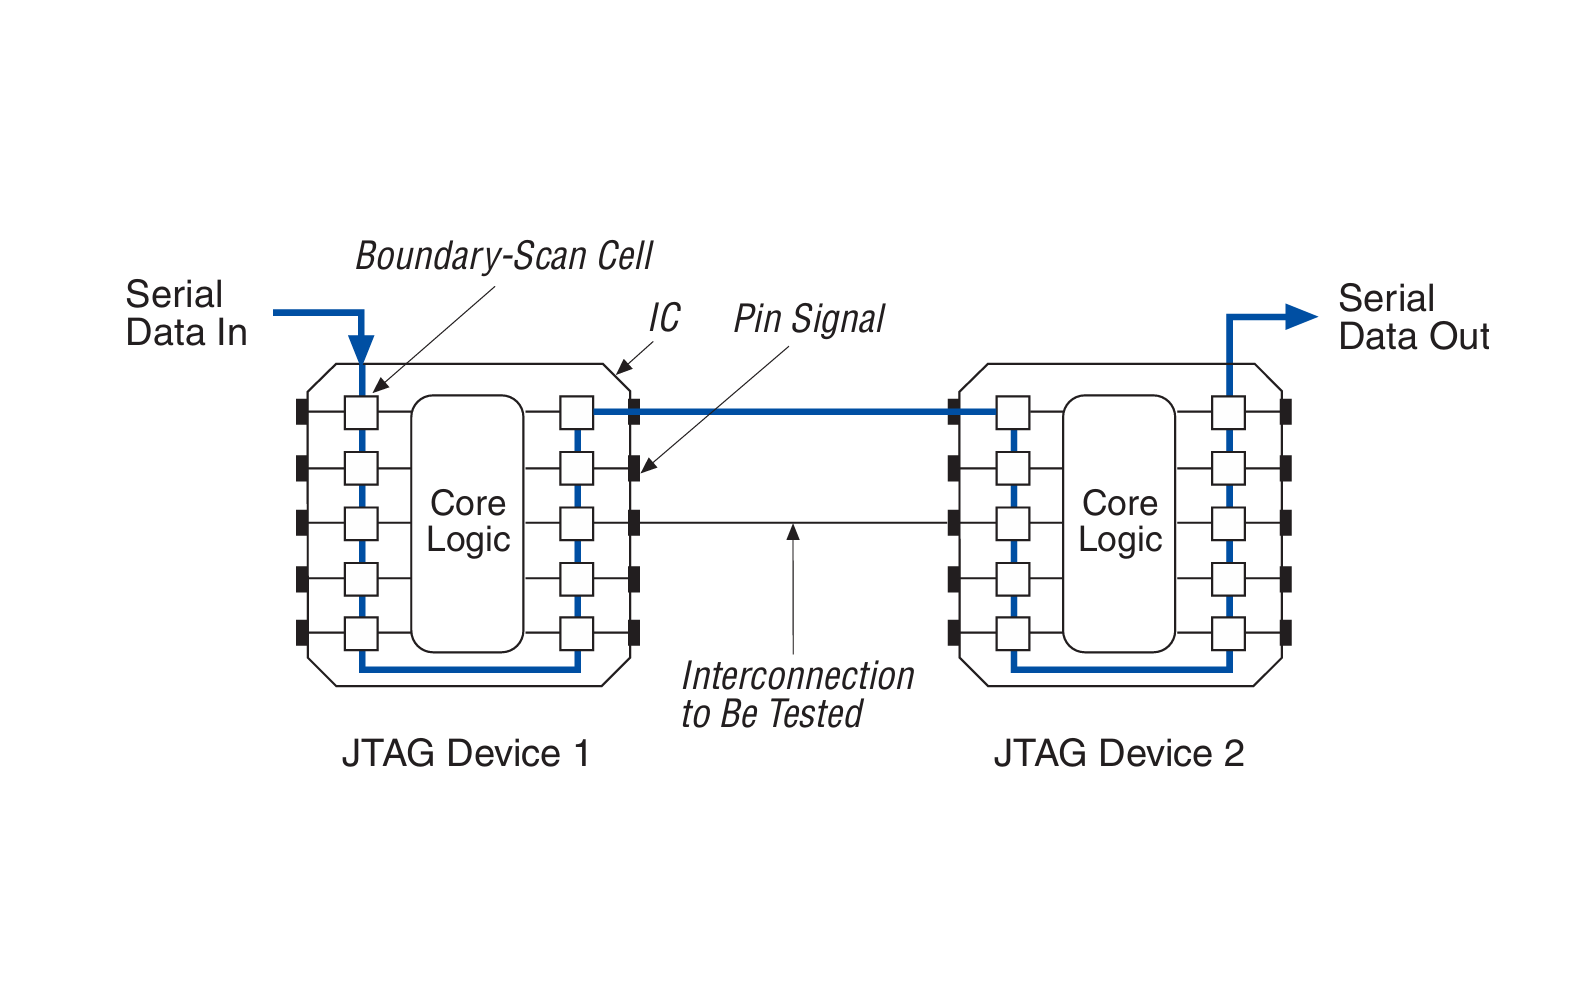 Boundary-Scan Cell
Serial
Data In
IC
Pin Signal
Serial
Data Out
Core
Logic
Core
Logic
Interconnection
to Be Tested
JTAG Device 1
JTAG Device 2